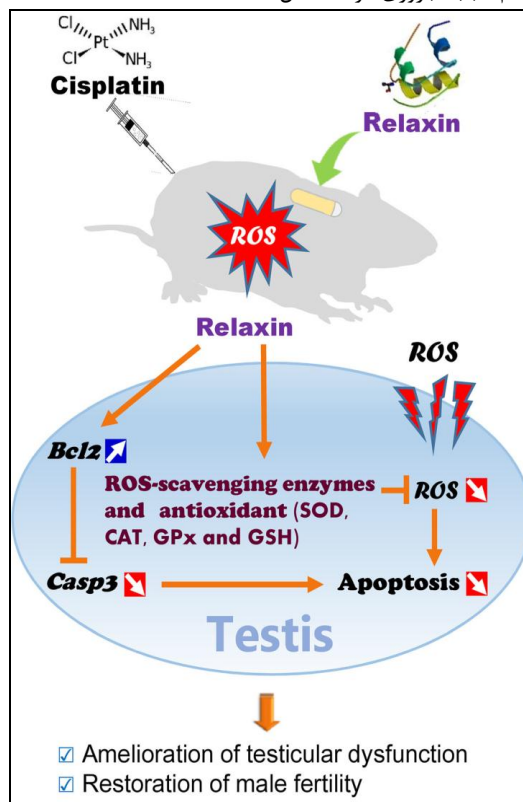 Cl
NH3
Pt
Cl
NH3
Cisplatin
Relaxin
ROS
Relaxin
ROS
Bcl2
ROS-scavenging enzymes
and antioxidant (SOD,
CAT, GPx and GSH)
ROS
Casp3
Apoptosis
Testis
Amelioration of testicular dysfunction
Restoration of male fertility